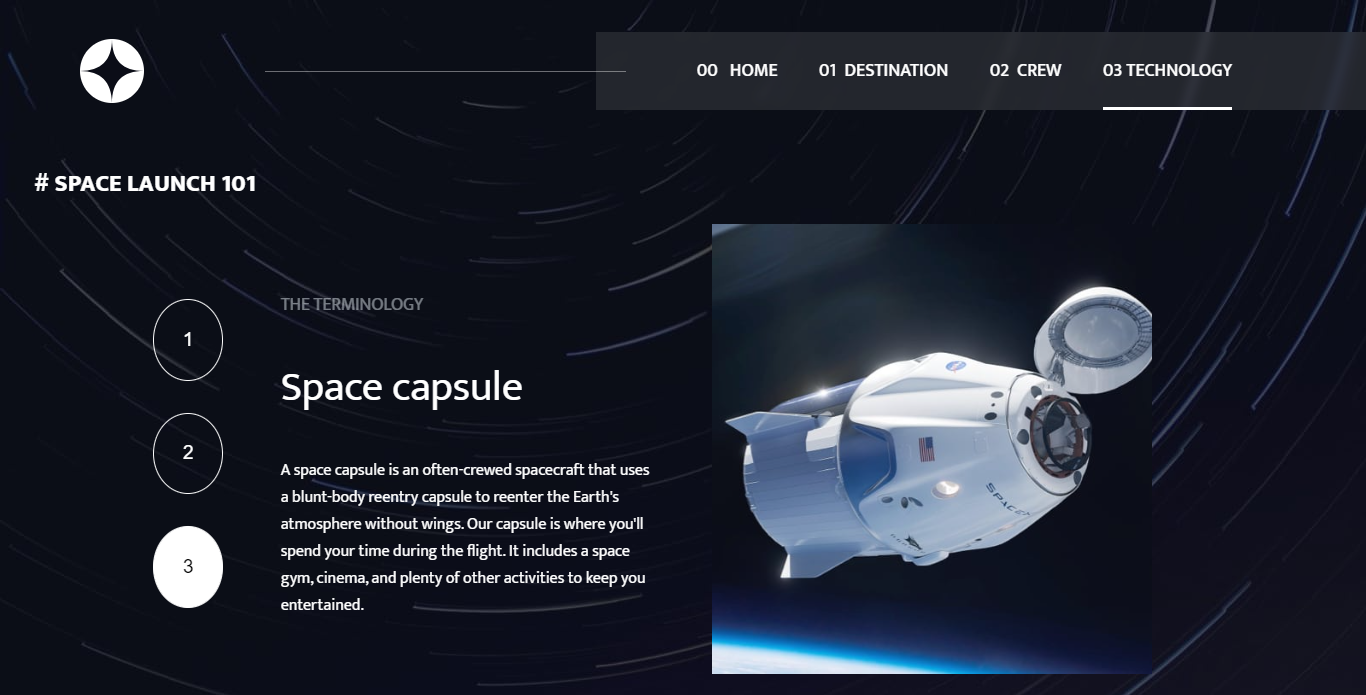 00 HOME 01 DESTINATION 02 CREW 03 TECHNOLOGY
# SPACE LAUNCH 101
1
2
3
THE TERMINOLOGY
Space capsule
A space capsule is an often-crewed spacecraft that uses
a blunt-body reentry capsule to reenter the Earth's
atmosphere without wings. Our capsule is where you'll
spend your time during the flight. It includes a space
gym, cinema, and plenty of other activities to keep you
entertained.
SPACEX